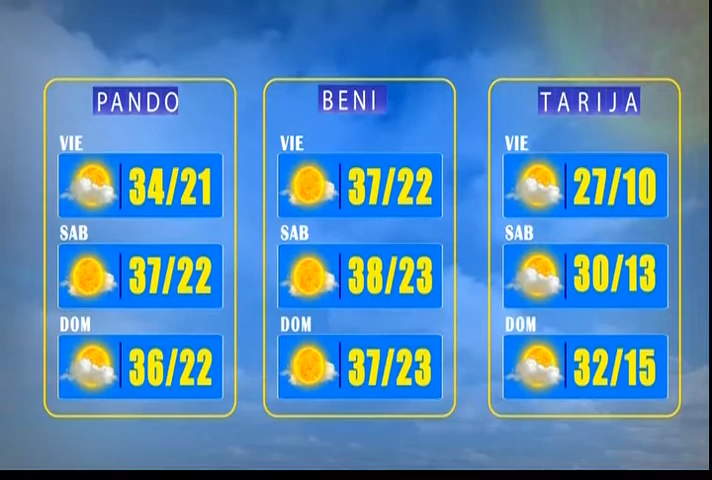 PANDO
VIE
34/21
SAB
37/22
DOM
36/22
BENI
VIE
37/22
SAB
38/23
DOM
37/23
TARIJA
VIE
27/10
SAB
30/13
DOM
32/15